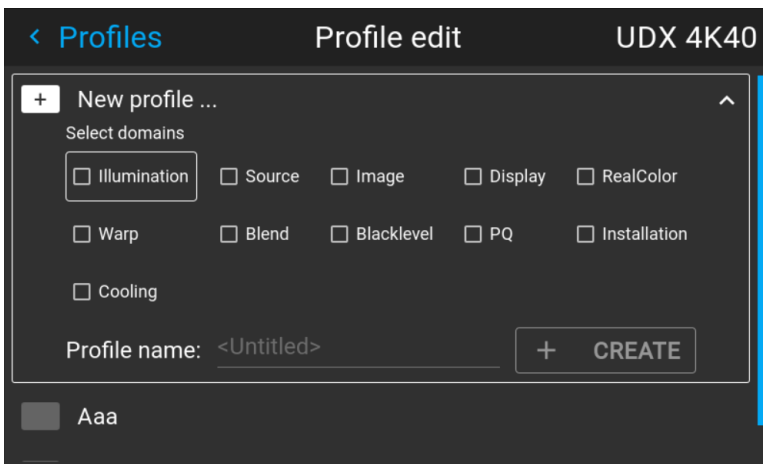 < Profiles Profile edit UDX 4K40
+ New profile ...
Select domains
Illumination Source Image Display RealColor
Warp Blend Blacklevel PQ Installation
Cooling
Profile name: <Untitled> + CREATE
Aaa